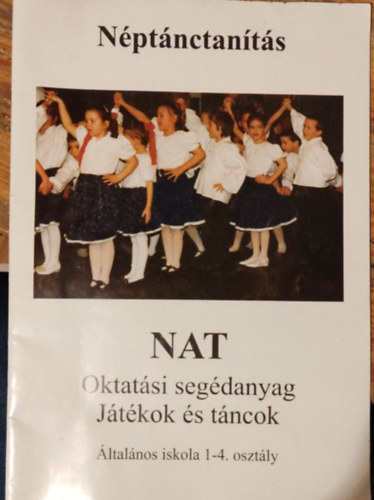 Néptánctanítás
NAT
Oktatási segédanyag
Játékok és táncok
Általános iskola 1-4. osztály